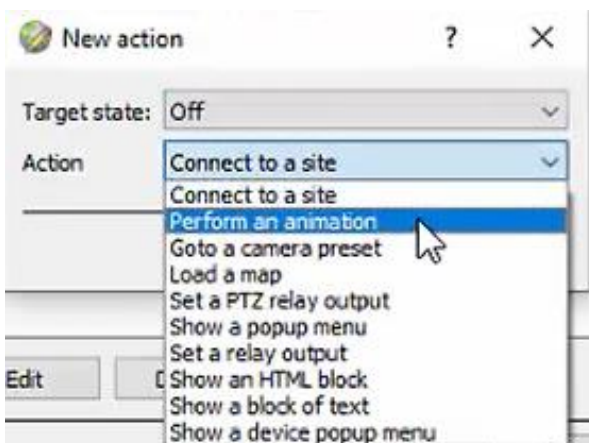 New action ? ×
Target state: Off
Action Connect to a site
Connect to a site
Perform an animation
Goto a camera preset
Load a map
Set a PTZ relay output
Show a popup menu
Set a relay output
Edit
Show an HTML block
Show a block of text
Show a device popup menu